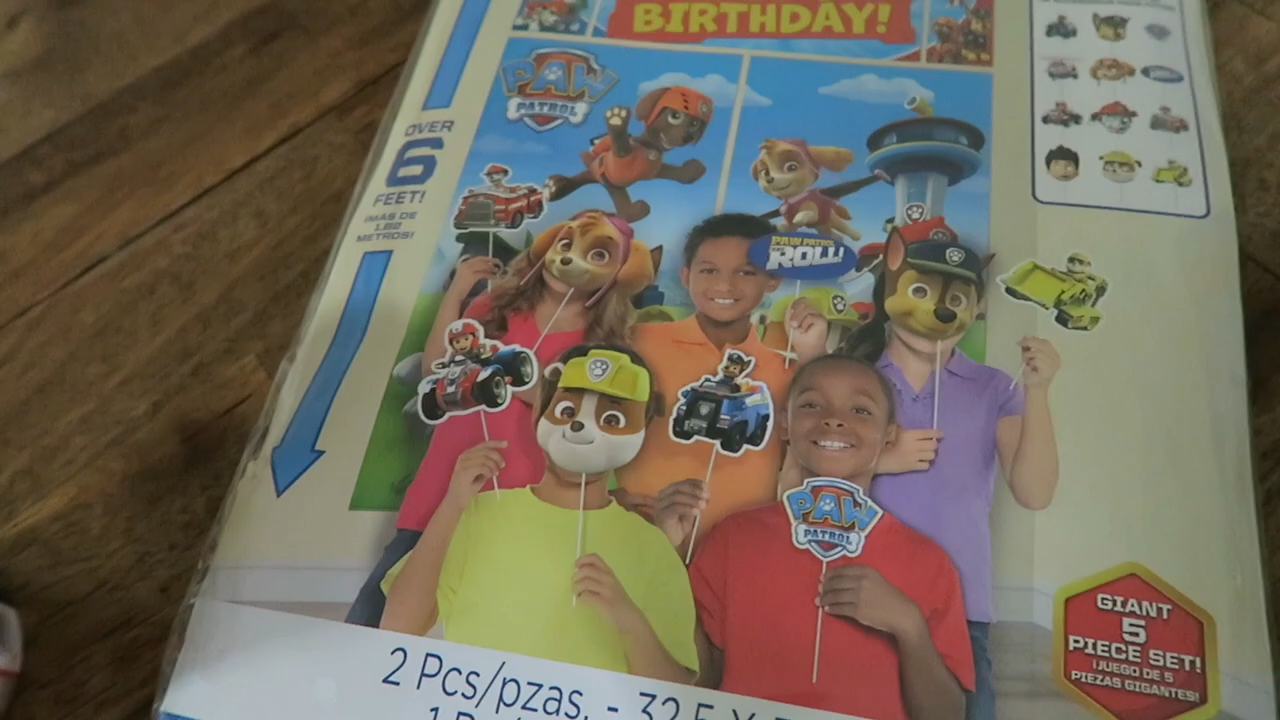 BIRTHDAY!
PAW
PATROL
OVER
6
FEET!
¡MÁS DE
1,82
METROS!
PAW PATROL
ROLL!
PAW
PATROL
GIANT
5
PIECE SET!
¡JUEGO DE 5
PIEZAS GIGANTES!
2 Pcs/pzas. - 32.5 X